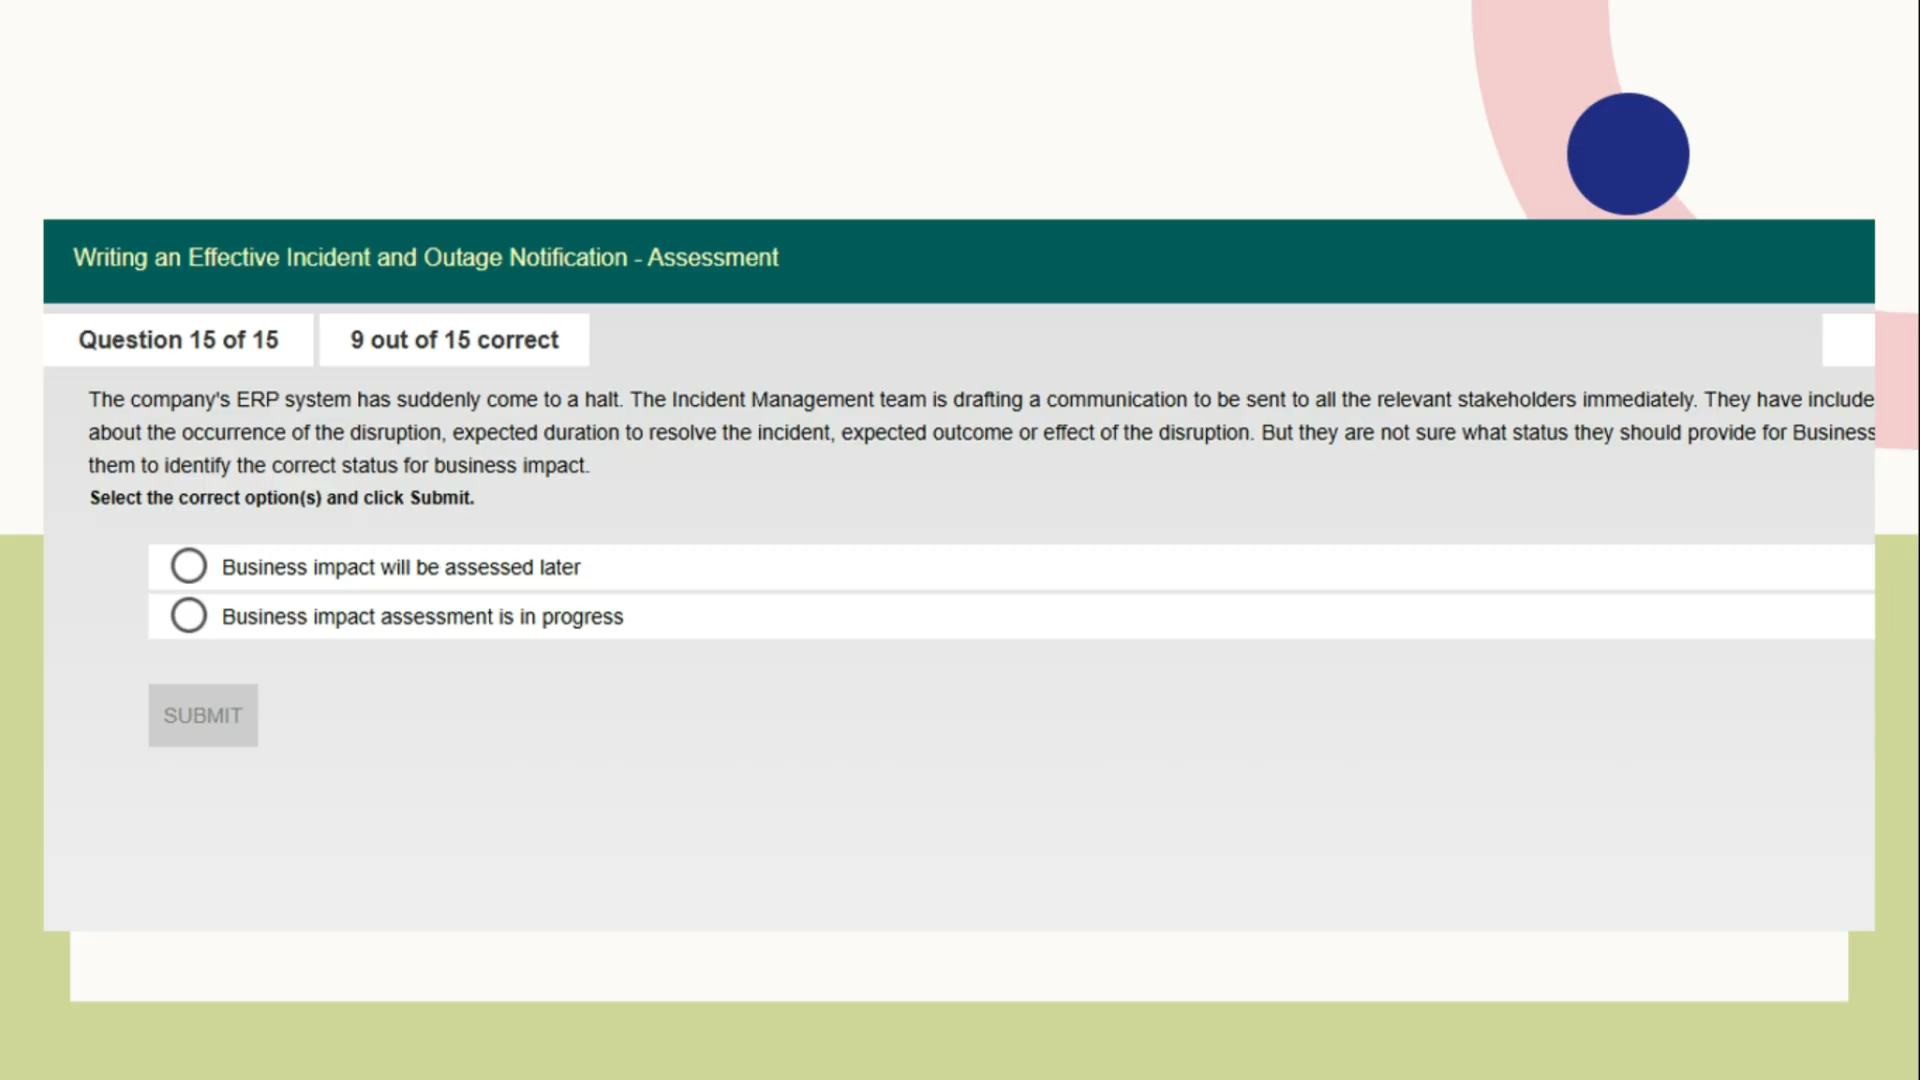 Writing an Effective Incident and Outage Notification - Assessment
Question 15 of 15
9 out of 15 correct
The company's ERP system has suddenly come to a halt. The Incident Management team is drafting a communication to be sent to all the relevant stakeholders immediately. They have include
about the occurrence of the disruption, expected duration to resolve the incident, expected outcome or effect of the disruption. But they are not sure what status they should provide for Business
them to identify the correct status for business impact.
Select the correct option(s) and click Submit.
Business impact will be assessed later
Business impact assessment is in progress
SUBMIT